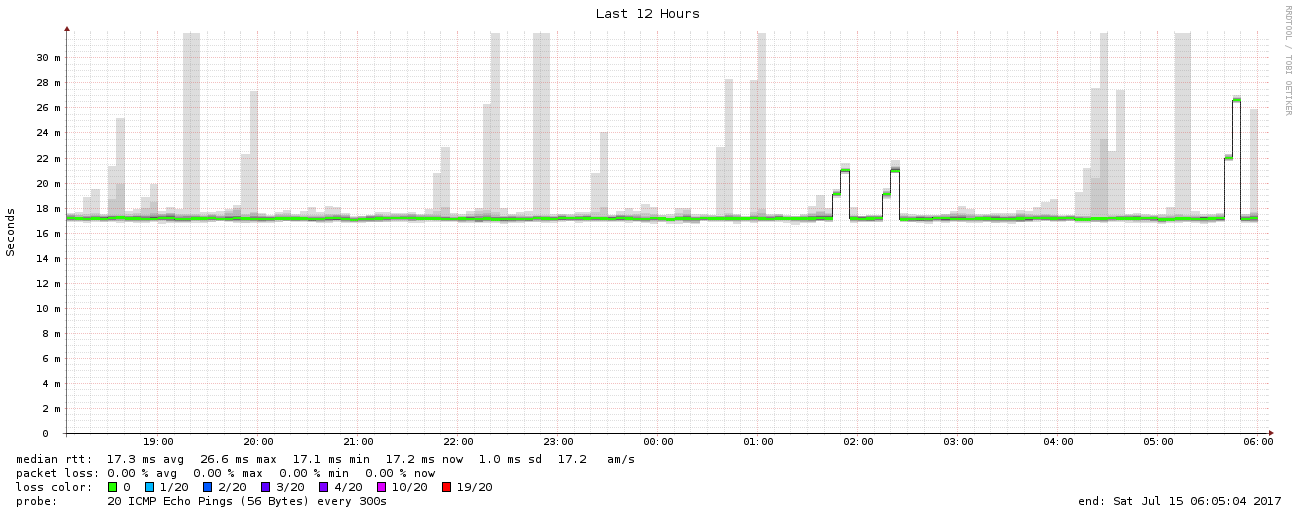 Last 12 Hours
RRDTOOL / TOBI OETIKER
Seconds
30 m
28 m
26 m
24 m
22 m
20 m
18 m
16 m
14 m
12 m
10 m
8 m
6 m
4 m
2 m
0
19:00 20:00 21:00 22:00 23:00 00:00 01:00 02:00 03:00 04:00 05:00 06:00
median rtt: 17.3 ms avg 26.6 ms max 17.1 ms min 17.2 ms now 1.0 ms sd 17.2 am/s
packet loss: 0.00 % avg 0.00 % max 0.00 % min 0.00 % now
loss color: 0 1/20 2/20 3/20 4/20 10/20 19/20
probe: 20 ICMP Echo Pings (56 Bytes) every 300s end: Sat Jul 15 06:05:04 2017